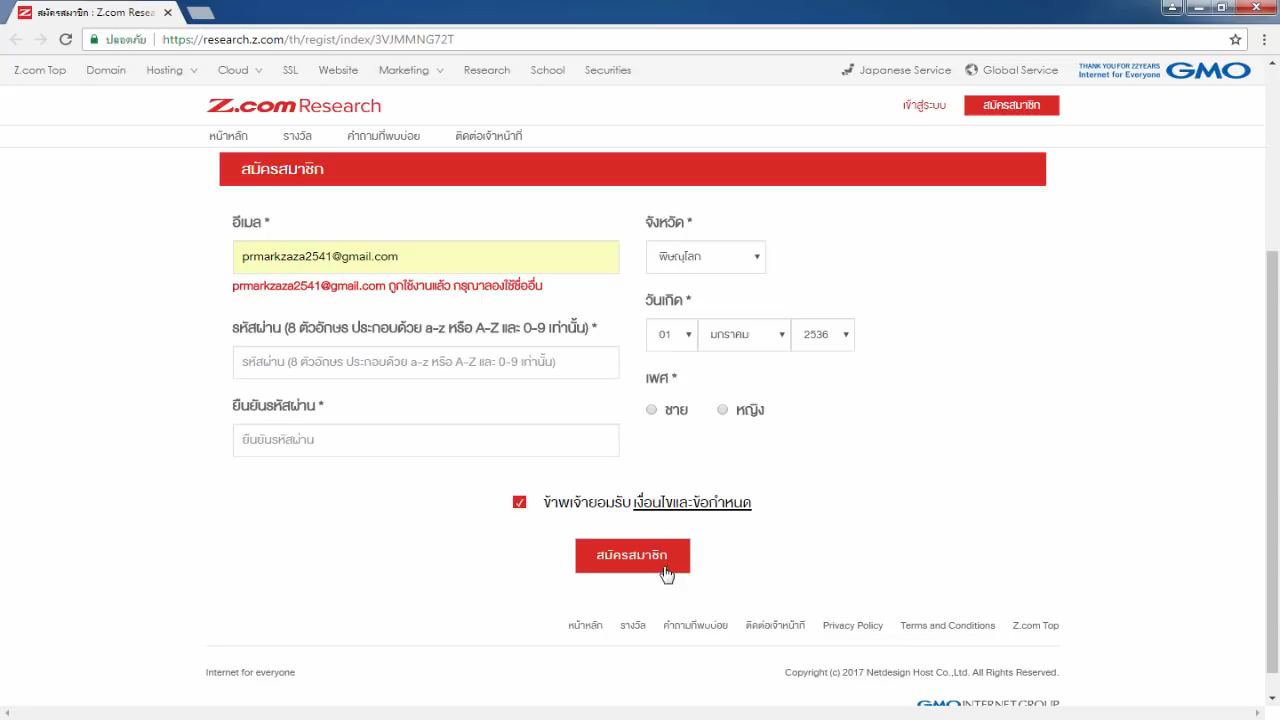 สมัครสมาชิก : Z.com Resea
ปลอดภัย https://research.z.com/th/regist/index/3VJMMNG72T
Z.com Top Domain Hosting Cloud SSL Website Marketing Research School Securities Japanese Service Global Service THANK YOU FOR 22YEARS Internet for Everyone GMO
Z.com Research เข้าสู่ระบบ สมัครสมาชิก
หน้าหลัก รางวัล คำถามที่พบบ่อย ติดต่อเจ้าหน้าที่
สมัครสมาชิก
อีเมล * จังหวัด *
prmarkzaza2541@gmail.com พิษณุโลก
prmarkzaza2541@gmail.com ถูกใช้งานแล้ว กรุณาลองใช้ชื่ออื่น
วันเกิด *
รหัสผ่าน (8 ตัวอักษร ประกอบด้วย a-z หรือ A-Z และ 0-9 เท่านั้น) *
01 มกราคม 2536
รหัสผ่าน (8 ตัวอักษร ประกอบด้วย a-z หรือ A-Z และ 0-9 เท่านั้น)
เพศ *
ยืนยันรหัสผ่าน *
ชาย หญิง
ยืนยันรหัสผ่าน
ข้าพเจ้ายอมรับ เงื่อนไขและข้อกำหนด
สมัครสมาชิก
หน้าหลัก รางวัล คำถามที่พบบ่อย ติดต่อเจ้าหน้าที่ Privacy Policy Terms and Conditions Z.com Top
Internet for everyone Copyright (c) 2017 Netdesign Host Co.,Ltd. All Rights Reserved.
GMO INTERNET GROUP